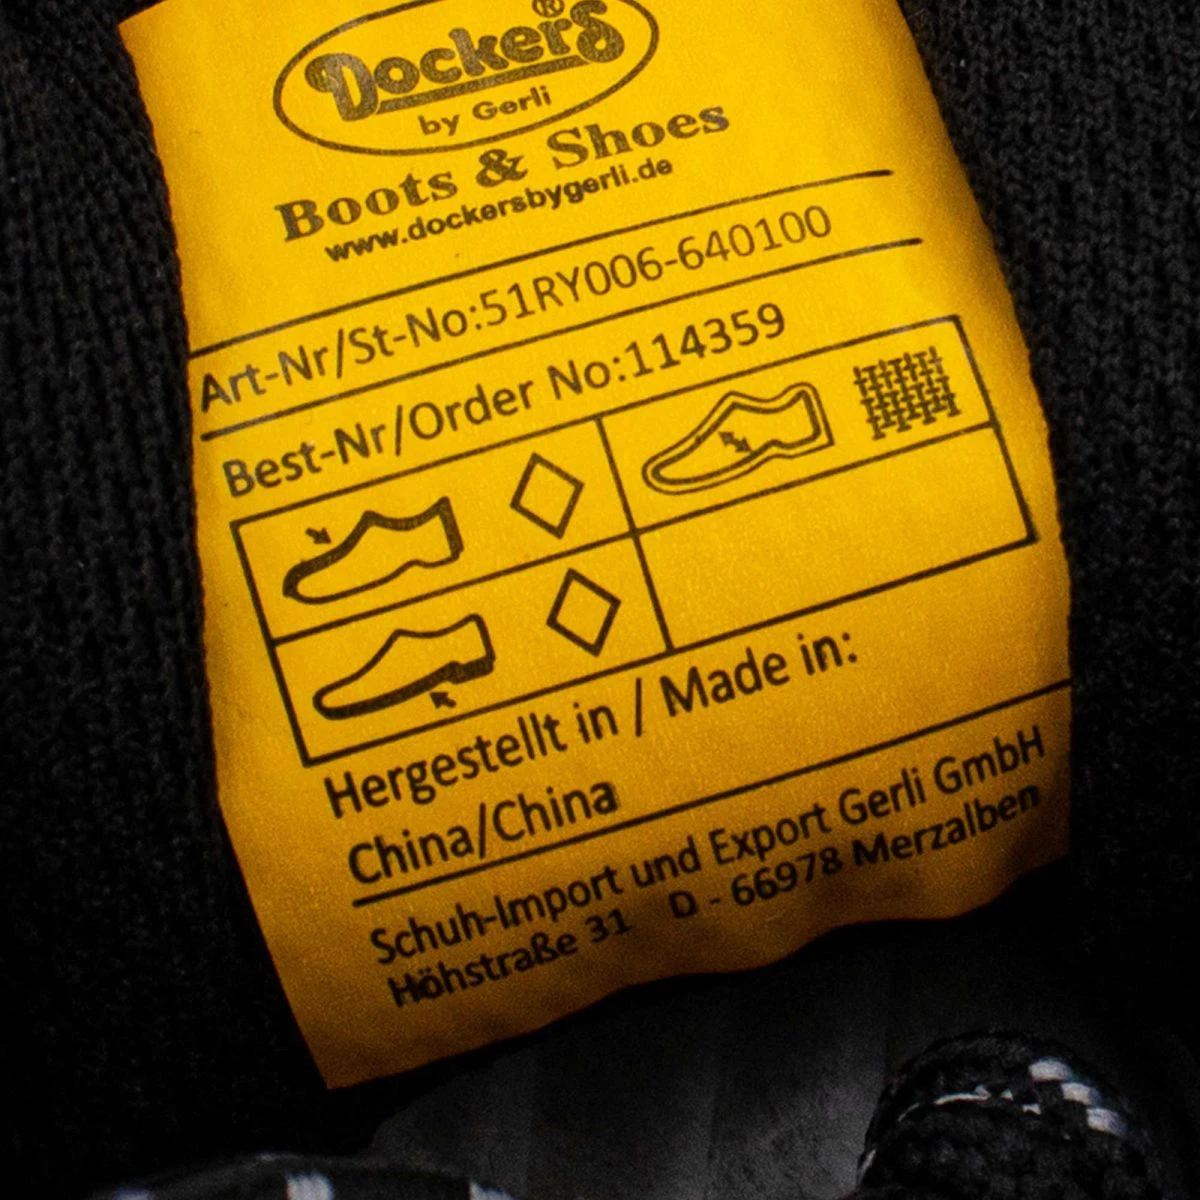 Dockers®
by Gerli
Boots & Shoes
www.dockersbygerli.de
Art-Nr/St-No:51RY006-640100
Best-Nr/Order No:114359
Hergestellt in / Made in:
China/China
Schuh-Import und Export Gerli GmbH
Höhstraße 31 D - 66978 Merzalben